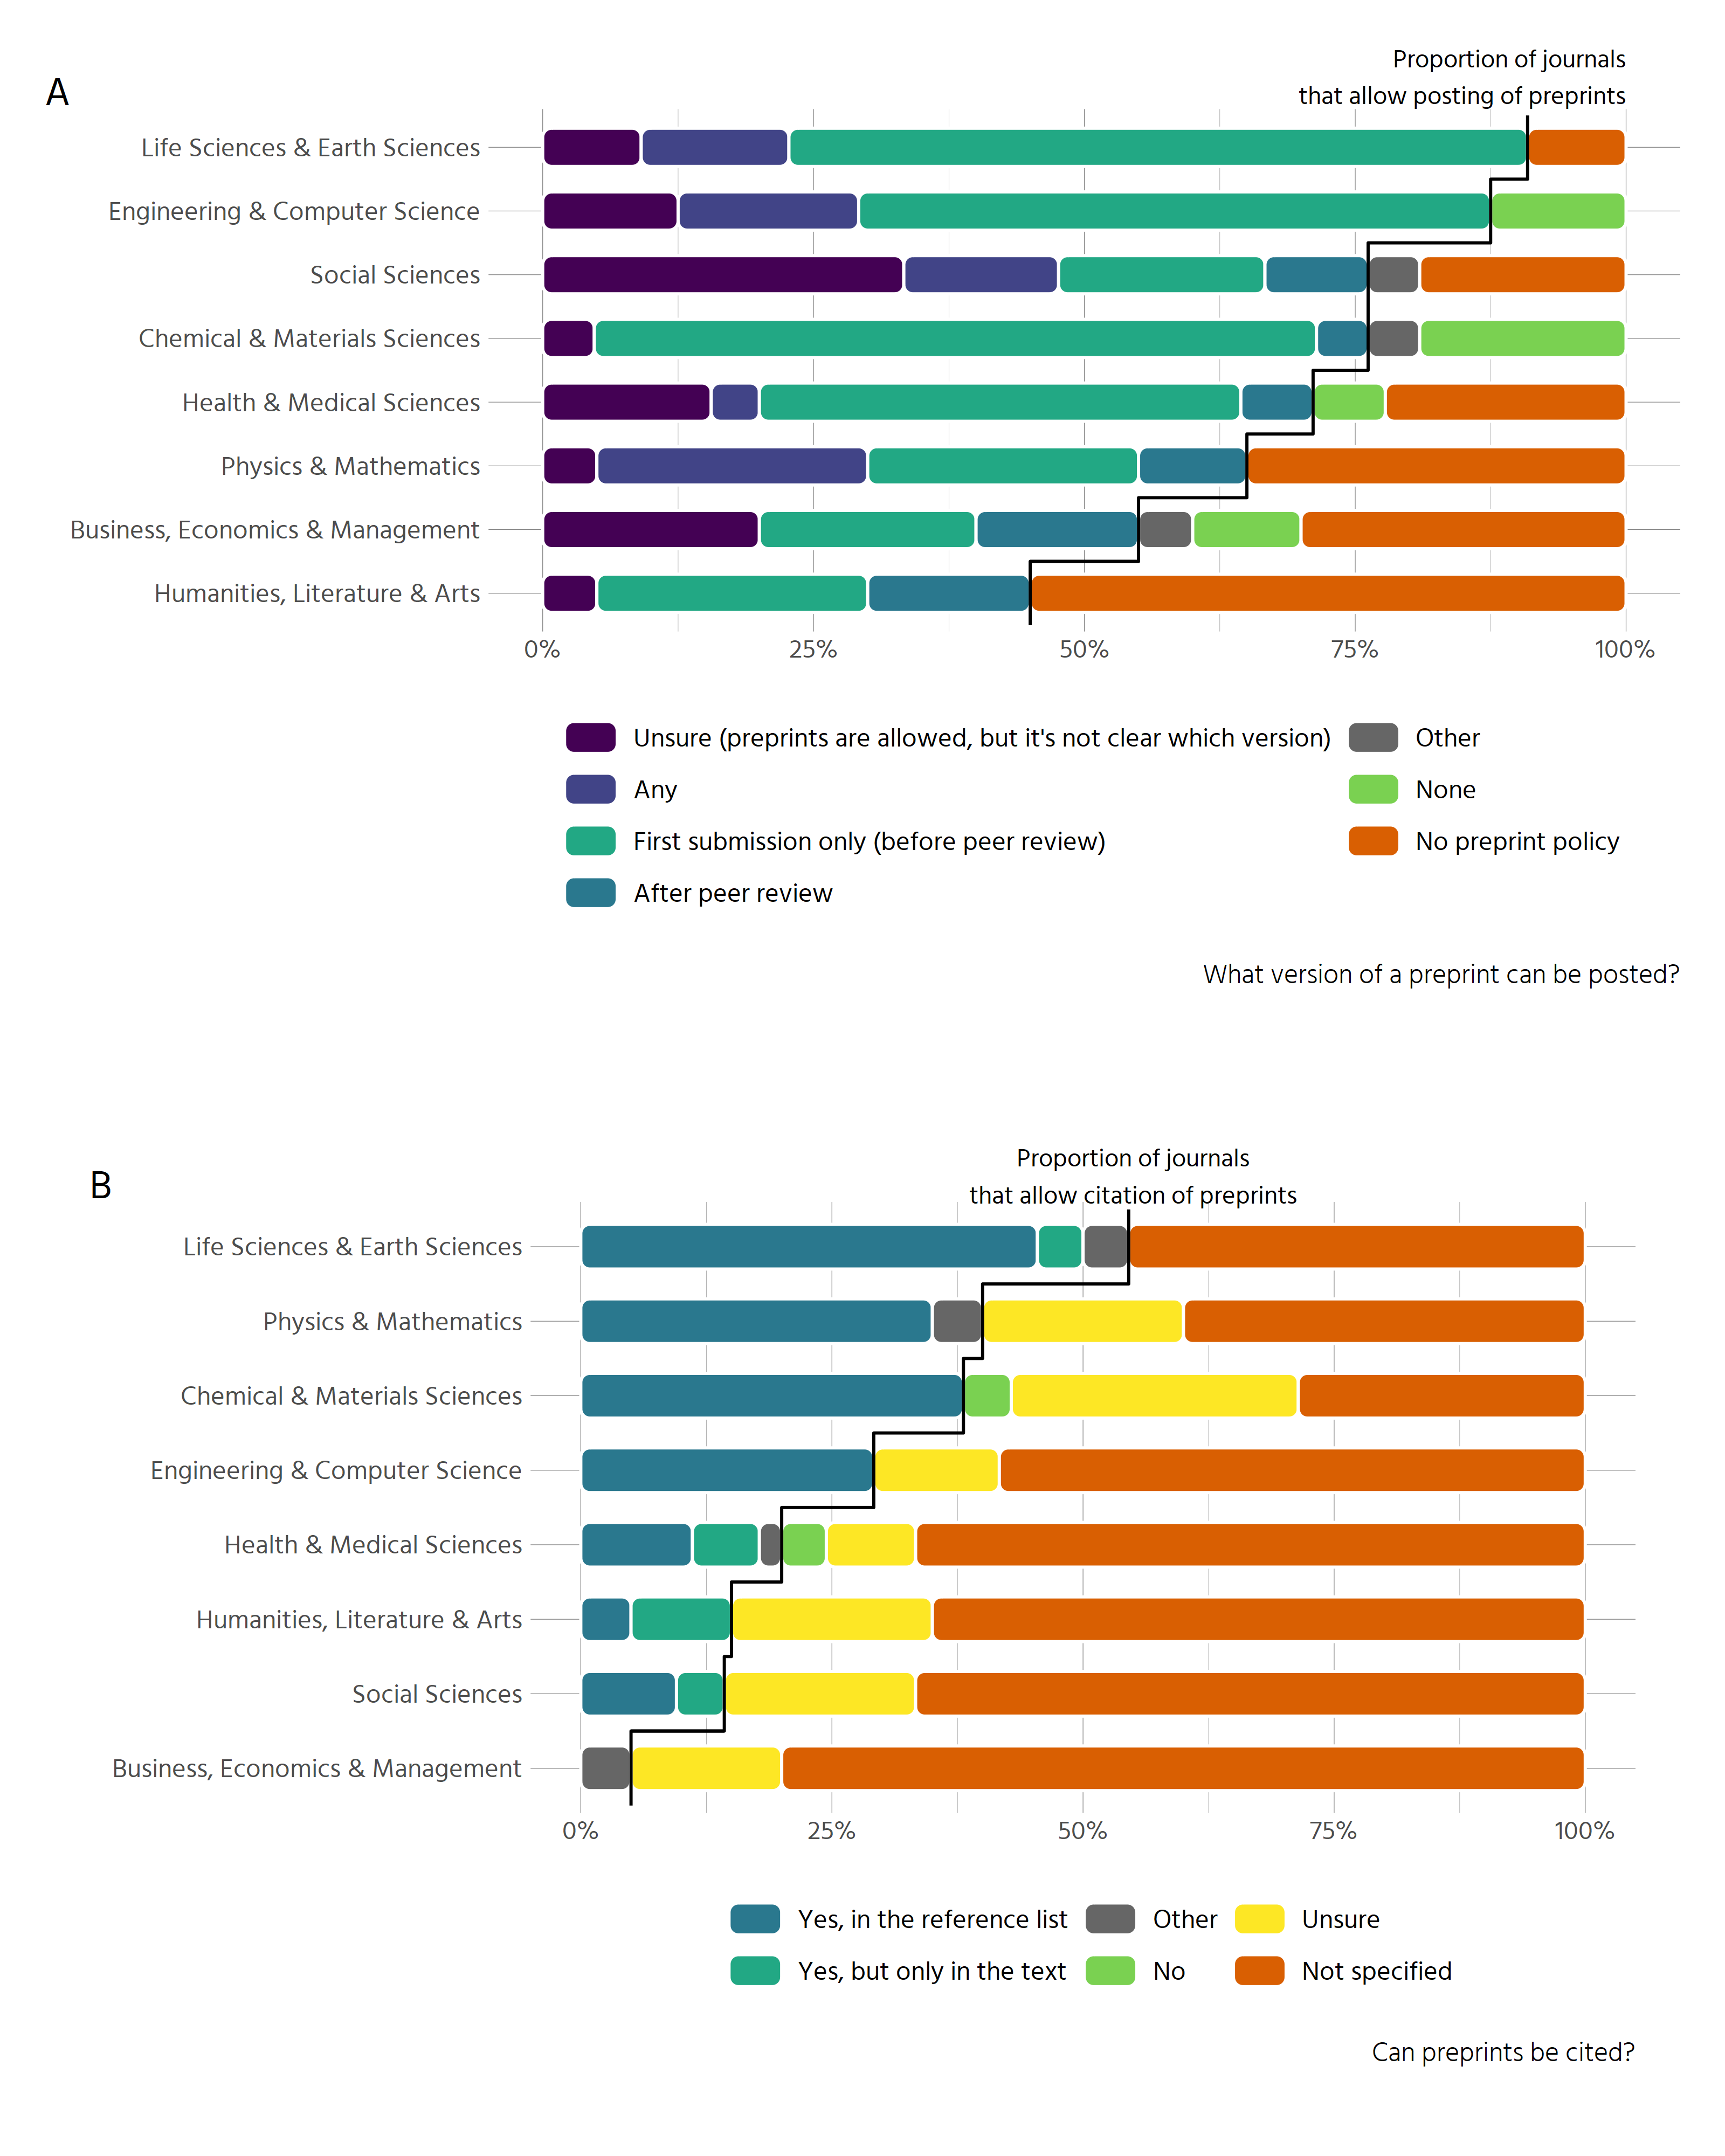 Proportion of journals
that allow posting of preprints
A
Life Sciences & Earth Sciences
Engineering & Computer Science
Social Sciences
Chemical & Materials Sciences
Health & Medical Sciences
Physics & Mathematics
Business, Economics & Management
Humanities, Literature & Arts
0% 25% 50% 75% 100%
Unsure (preprints are allowed, but it's not clear which version)
Any
First submission only (before peer review)
After peer review
Other
None
No preprint policy
What version of a preprint can be posted?
Proportion of journals
that allow citation of preprints
B
Life Sciences & Earth Sciences
Physics & Mathematics
Chemical & Materials Sciences
Engineering & Computer Science
Health & Medical Sciences
Humanities, Literature & Arts
Social Sciences
Business, Economics & Management
0% 25% 50% 75% 100%
Yes, in the reference list
Yes, but only in the text
Other
No
Unsure
Not specified
Can preprints be cited?